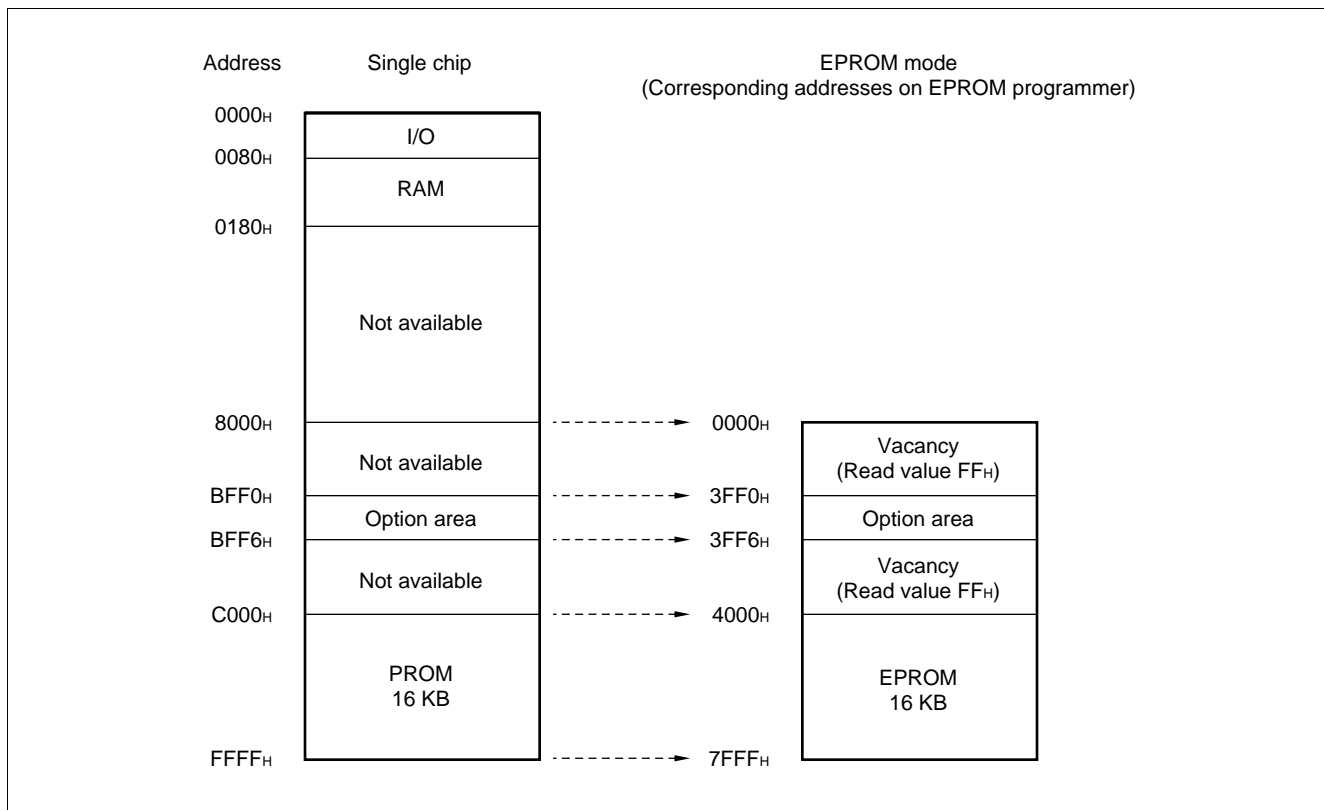 Address Single chip EPROM mode
(Corresponding addresses on EPROM programmer)
0000H
I/O
0080H
RAM
0180H
Not available
8000H 0000H
Not available Vacancy
(Read value FFH)
BFF0H 3FF0H
Option area Option area
BFF6H 3FF6H
Not available Vacancy
(Read value FFH)
C000H 4000H
PROM EPROM
16 KB 16 KB
FFFFH 7FFFH